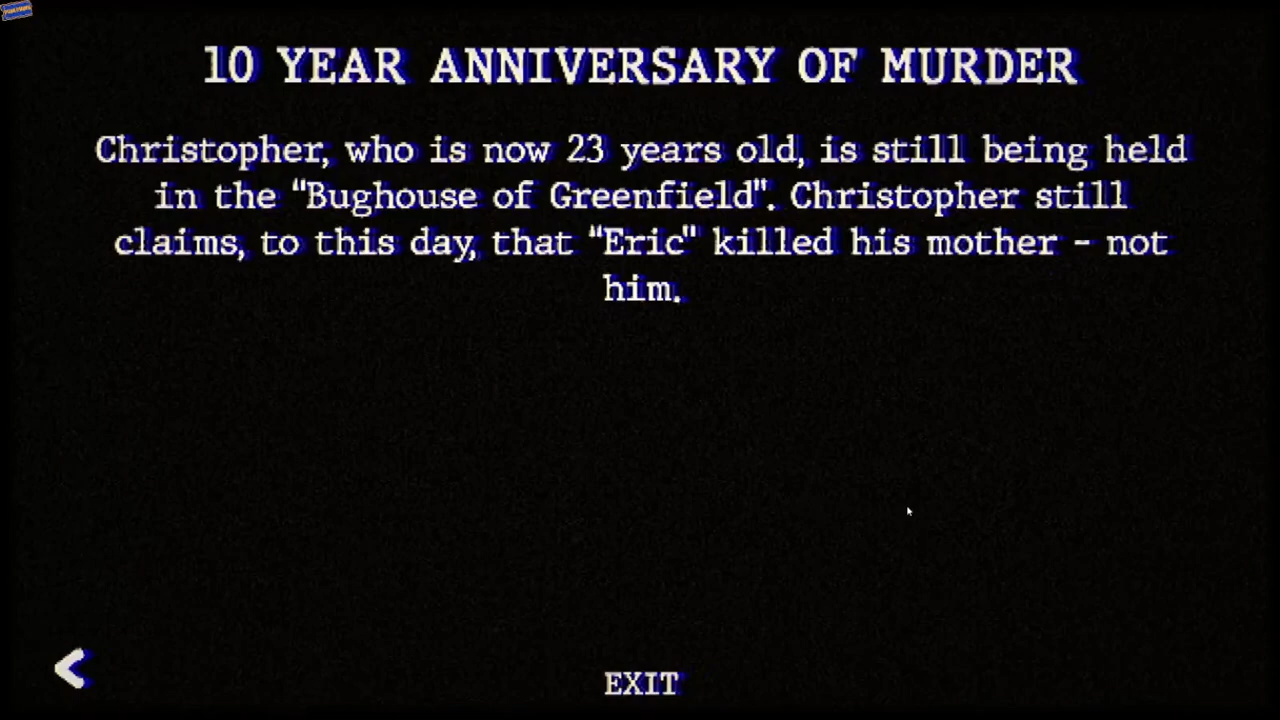 10 YEAR ANNIVERSARY OF MURDER
Christopher, who is now 23 years old, is still being held
in the "Bughouse of Greenfield". Christopher still
claims, to this day, that "Eric" killed his mother - not
him.
<
EXIT